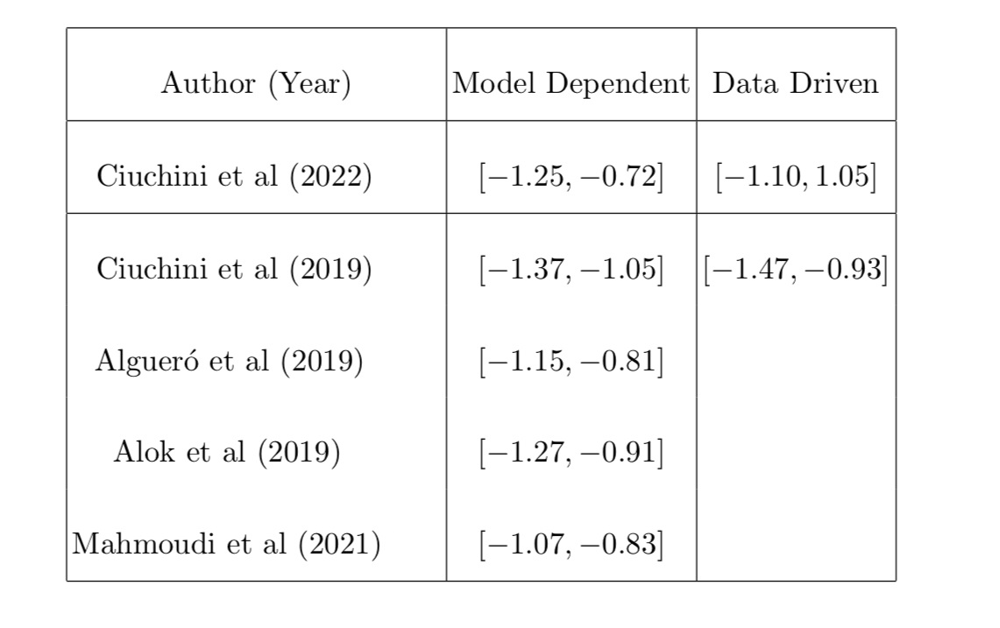 Author (Year) Model Dependent Data Driven
Ciuchini et al (2022) [−1.25, −0.72] [−1.10, 1.05]
Ciuchini et al (2019) [−1.37, −1.05] [−1.47, −0.93]
Algueró et al (2019) [−1.15, −0.81]
Alok et al (2019) [−1.27, −0.91]
Mahmoudi et al (2021) [−1.07, −0.83]